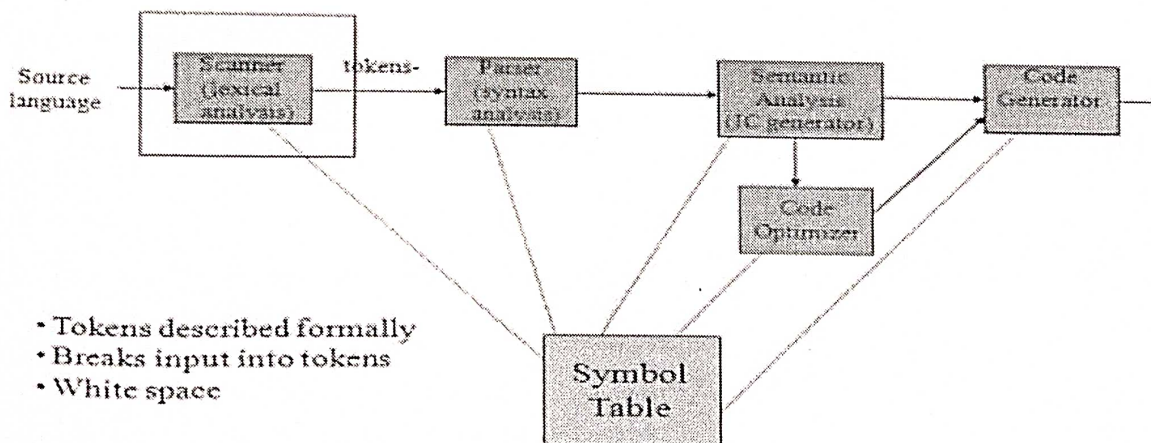 Source
language
Scanner
(lexical
analysis)
tokens-
Parser
(syntax
analysis)
Semantic
Analysis
(IC generator)
Code
Generator
Code
Optimizer
• Tokens described formally
• Breaks input into tokens
• White space
Symbol
Table